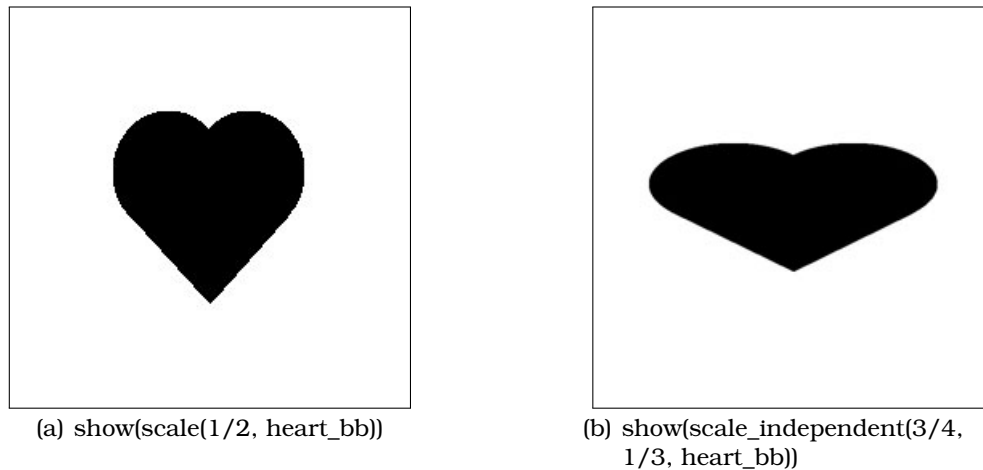 (a) show(scale(1/2, heart_bb))
(b) show(scale_independent(3/4,
1/3, heart_bb))